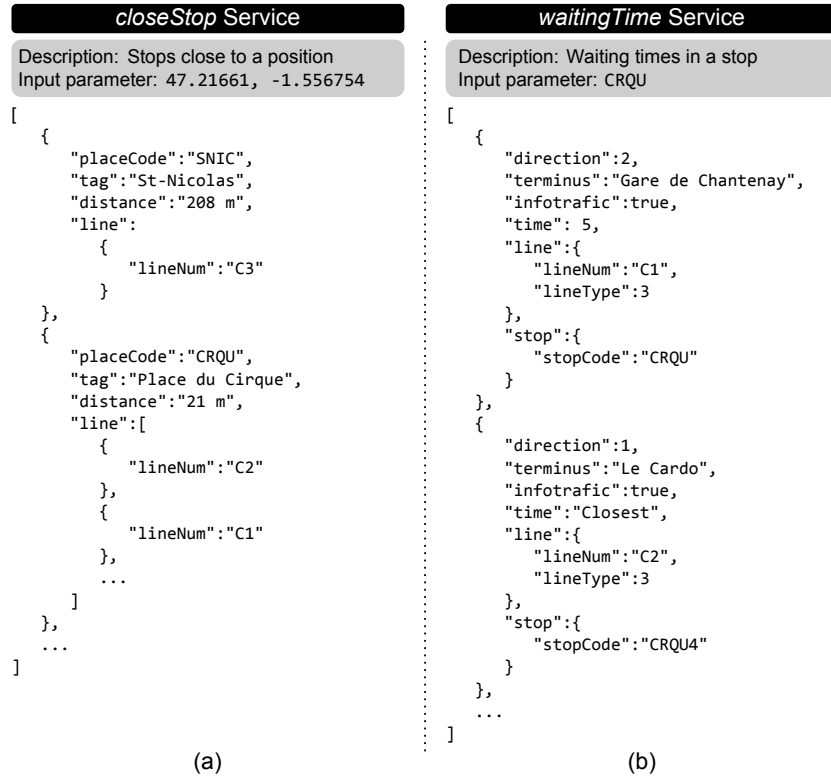 closeStop Service
Description: Stops close to a position
Input parameter: 47.21661, -1.556754
[
   {
      "placeCode":"SNIC",
      "tag":"St-Nicolas",
      "distance":"208 m",
      "line":
         {
            "lineNum":"C3"
         }
   },
   {
      "placeCode":"CRQU",
      "tag":"Place du Cirque",
      "distance":"21 m",
      "line":[
         {
            "lineNum":"C2"
         },
         {
            "lineNum":"C1"
         },
         ...
      ]
   },
   ...
]
(a)
waitingTime Service
Description: Waiting times in a stop
Input parameter: CRQU
[
   {
      "direction":2,
      "terminus":"Gare de Chantenay",
      "infotrafic":true,
      "time": 5,
      "line":{
         "lineNum":"C1",
         "lineType":3
      },
      "stop":{
         "stopCode":"CRQU"
      }
   },
   {
      "direction":1,
      "terminus":"Le Cardo",
      "infotrafic":true,
      "time":"Closest",
      "line":{
         "lineNum":"C2",
         "lineType":3
      },
      "stop":{
         "stopCode":"CRQU4"
      }
   },
   ...
]
(b)